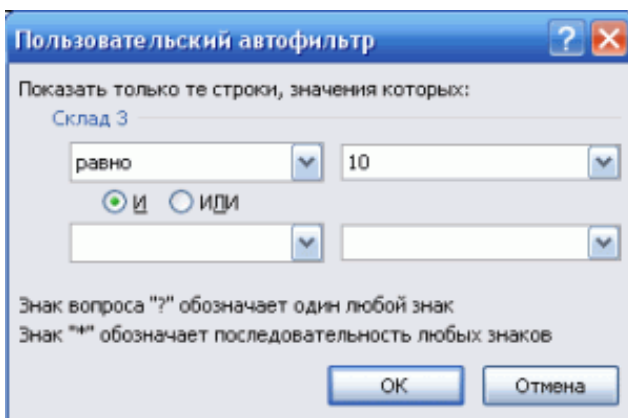 Пользовательский автофильтр
Показать только те строки, значения которых:
Склад 3
равно 10
И ИЛИ
Знак вопроса "?" обозначает один любой знак
Знак "*" обозначает последовательность любых знаков
ОК Отмена